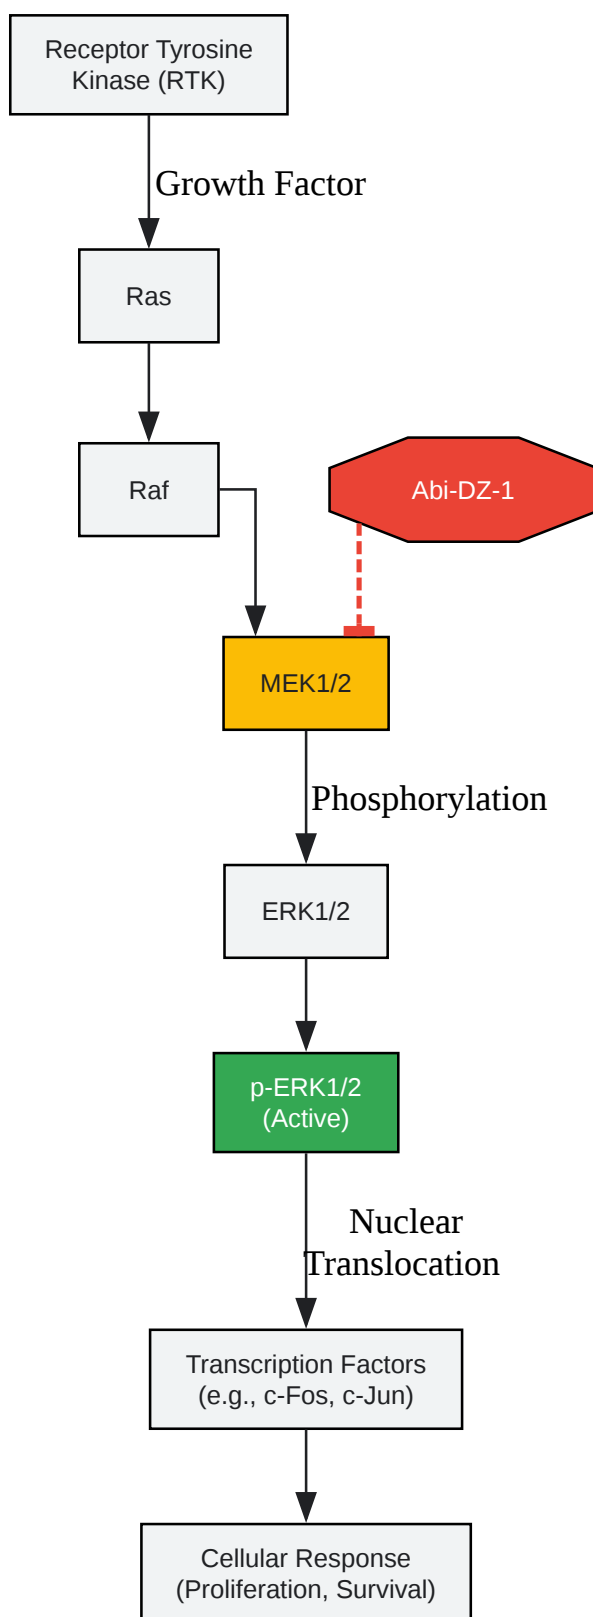 Receptor Tyrosine
Kinase (RTK)
Growth Factor
Ras
Raf
Abi-DZ-1
MEK1/2
Phosphorylation
ERK1/2
p-ERK1/2
(Active)
Nuclear
Translocation
Transcription Factors
(e.g., c-Fos, c-Jun)
Cellular Response
(Proliferation, Survival)